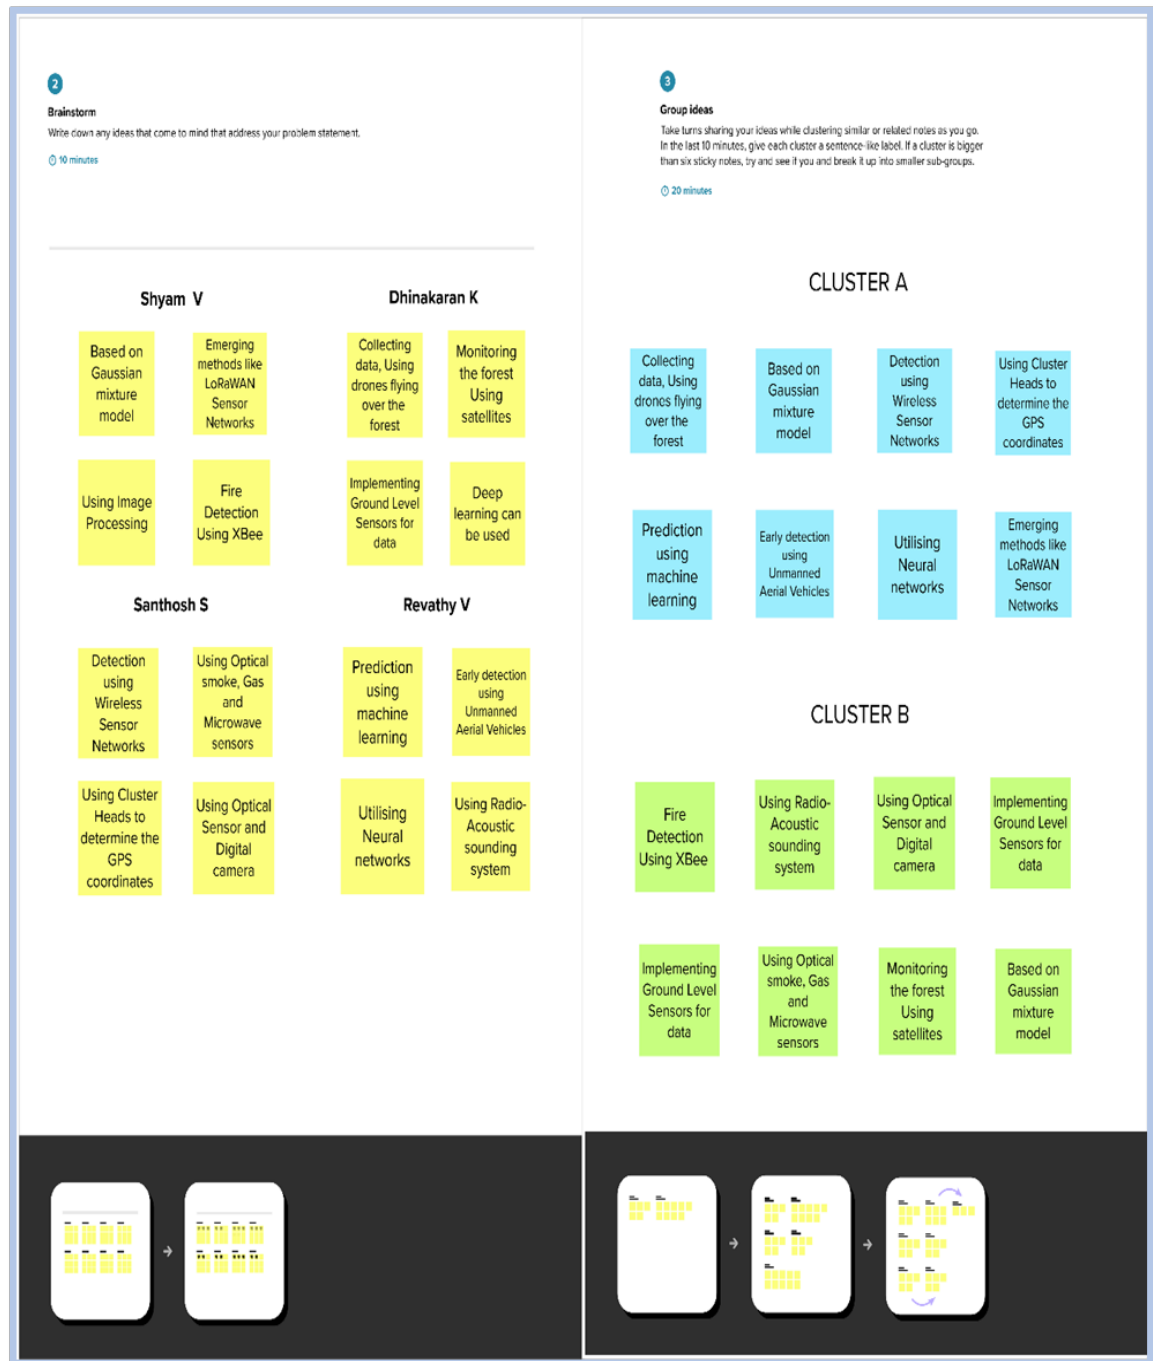 2
Brainstorm
Write down any ideas that come to mind that address your problem statement.
10 minutes
Shyam V
Based on
Gaussian
mixture
model
Emerging
methods like
LoRaWAN
Sensor
Networks
Using Image
Processing
Fire
Detection
Using XBee
Dhinakaran K
Collecting
data, Using
drones flying
over the
forest
Monitoring
the forest
Using
satellites
Implementing
Ground Level
Sensors for
data
Deep
learning can
be used
Santhosh S
Detection
using
Wireless
Sensor
Networks
Using Optical
smoke, Gas
and
Microwave
sensors
Using Cluster
Heads to
determine the
GPS
coordinates
Using Optical
Sensor and
Digital
camera
Revathy V
Prediction
using
machine
learning
Early detection
using
Unmanned
Aerial Vehicles
Utilising
Neural
networks
Using Radio-
Acoustic
sounding
system
3
Group ideas
Take turns sharing your ideas while clustering similar or related notes as you go.
In the last 10 minutes, give each cluster a sentence-like label. If a cluster is bigger
than six sticky notes, try and see if you and break it up into smaller sub-groups.
20 minutes
CLUSTER A
Collecting
data, Using
drones flying
over the
forest
Based on
Gaussian
mixture
model
Detection
using
Wireless
Sensor
Networks
Using Cluster
Heads to
determine the
GPS
coordinates
Prediction
using
machine
learning
Early detection
using
Unmanned
Aerial Vehicles
Utilising
Neural
networks
Emerging
methods like
LoRaWAN
Sensor
Networks
CLUSTER B
Fire
Detection
Using XBee
Using Radio-
Acoustic
sounding
system
Using Optical
Sensor and
Digital
camera
Implementing
Ground Level
Sensors for
data
Implementing
Ground Level
Sensors for
data
Using Optical
smoke, Gas
and
Microwave
sensors
Monitoring
the forest
Using
satellites
Based on
Gaussian
mixture
model